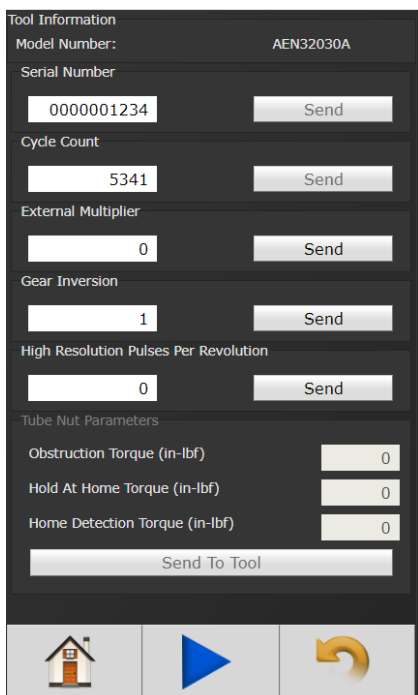 Tool Information
Model Number: AEN32030A
Serial Number
0000001234 Send
Cycle Count
5341 Send
External Multiplier
0 Send
Gear Inversion
1 Send
High Resolution Pulses Per Revolution
0 Send
Tube Nut Parameters
Obstruction Torque (in-lbf) 0
Hold At Home Torque (in-lbf) 0
Home Detection Torque (in-lbf) 0
Send To Tool